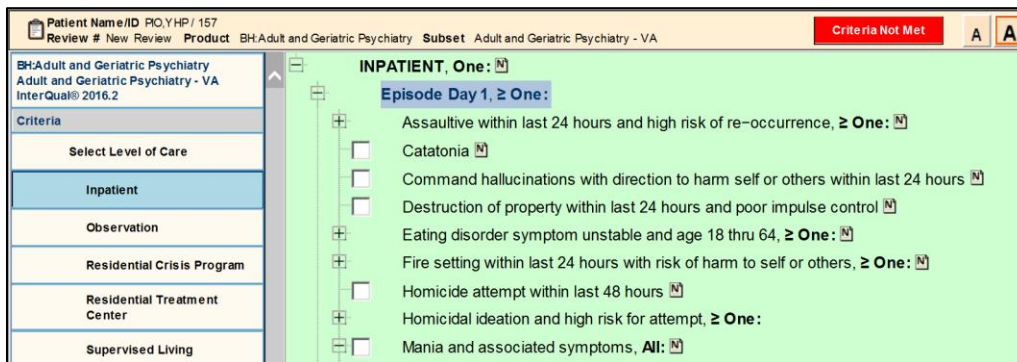 Patient Name/ID PIO,YHP / 157
Review # New Review Product BH:Adult and Geriatric Psychiatry Subset Adult and Geriatric Psychiatry - VA
Criteria Not Met
A A
BH:Adult and Geriatric Psychiatry
Adult and Geriatric Psychiatry - VA
InterQual® 2016.2
Criteria
Select Level of Care
Inpatient
Observation
Residential Crisis Program
Residential Treatment
Center
Supervised Living
INPATIENT, One: N
Episode Day 1, ≥ One:
Assaultive within last 24 hours and high risk of re-occurrence, ≥ One: N
Catatonia N
Command hallucinations with direction to harm self or others within last 24 hours N
Destruction of property within last 24 hours and poor impulse control N
Eating disorder symptom unstable and age 18 thru 64, ≥ One: N
Fire setting within last 24 hours with risk of harm to self or others, ≥ One: N
Homicide attempt within last 48 hours N
Homicidal ideation and high risk for attempt, ≥ One:
Mania and associated symptoms, All: N